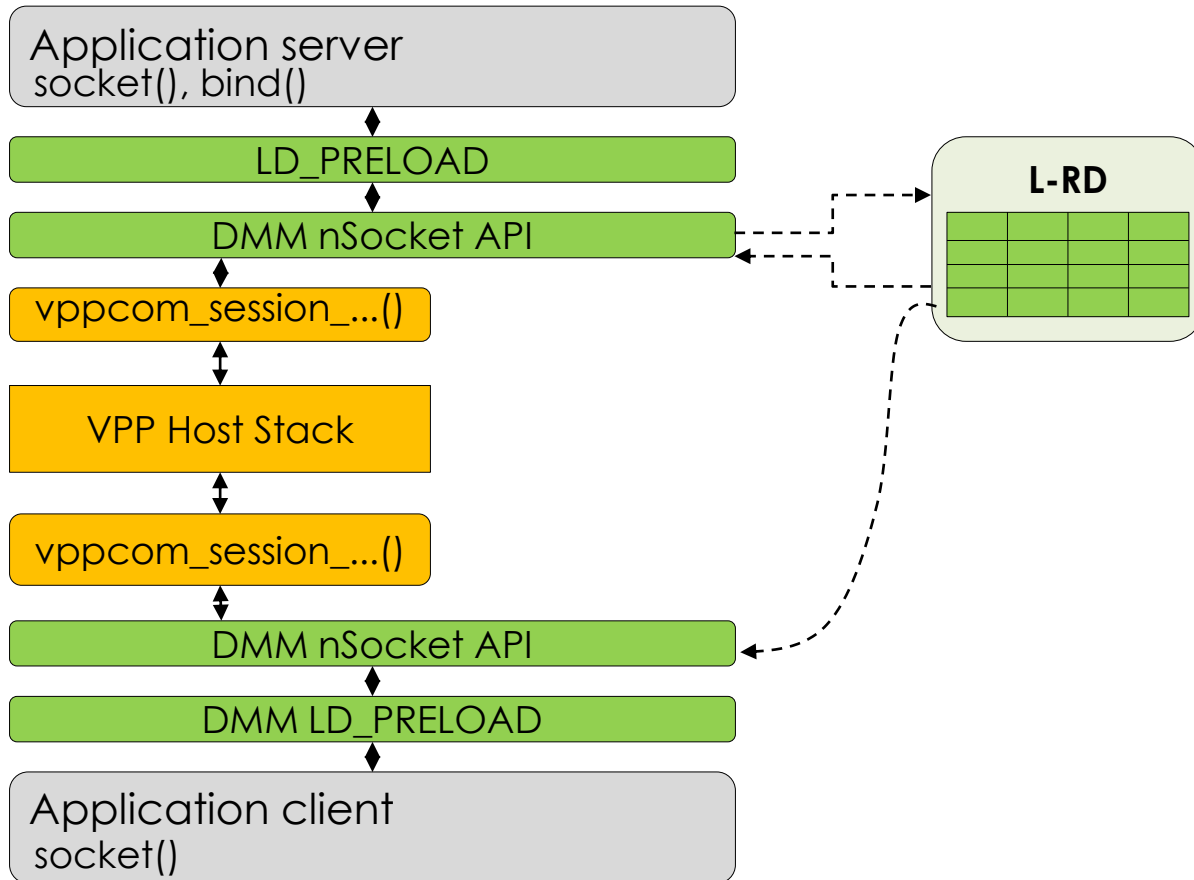 Application server
socket(), bind()
LD_PRELOAD
DMM nSocket API
vppcom_session_...()
VPP Host Stack
vppcom_session_...()
DMM nSocket API
DMM LD_PRELOAD
Application client
socket()
L-RD